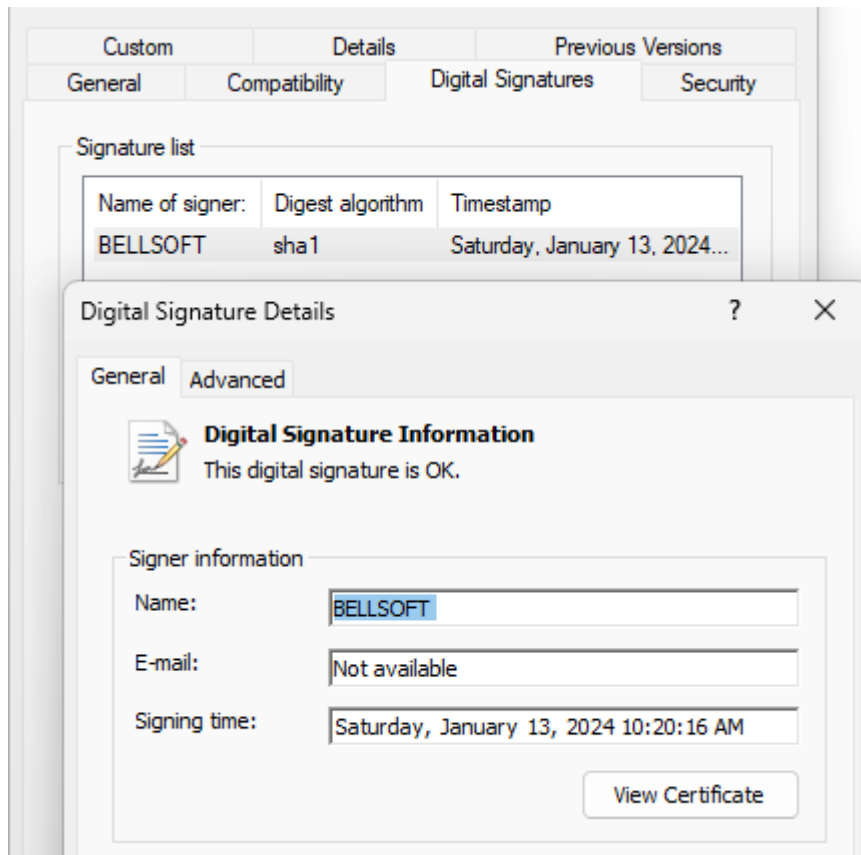 Custom Details Previous Versions
General Compatibility Digital Signatures Security
Signature list
Name of signer: Digest algorithm Timestamp
BELLSOFT sha1 Saturday, January 13, 2024...
Digital Signature Details ?
General Advanced
Digital Signature Information
This digital signature is OK.
Signer information
Name: BELLSOFT
E-mail: Not available
Signing time: Saturday, January 13, 2024 10:20:16 AM
View Certificate